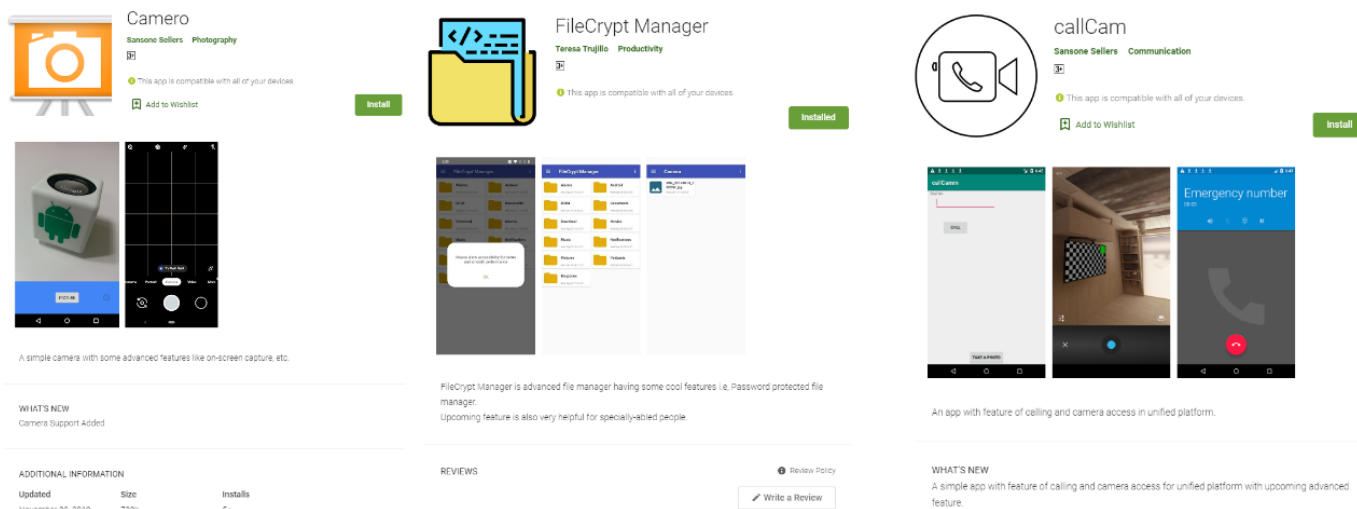 Camero
Sansone Sellers Photography
3+
This app is compatible with all of your devices.
Add to Wishlist
Install
PICTURE
A simple camera with some advanced features like on-screen capture, etc.
WHAT'S NEW
Camera Support Added
ADDITIONAL INFORMATION
Updated Size Installs
FileCrypt Manager
Teresa Trujillo Productivity
3+
This app is compatible with all of your devices.
Installed
FileCrypt Manager
FileCrypt Manager
Camera
OK
FileCrypt Manager is advanced file manager having some cool features i.e, Password protected file
manager.
Upcoming feature is also very helpful for specially-abled people.
REVIEWS
Review Policy
Write a Review
callCam
Sansone Sellers Communication
3+
This app is compatible with all of your devices.
Add to Wishlist
Install
callCamm
CALL
TAKE A PHOTO
Emergency number
An app with feature of calling and camera access in unified platform.
WHAT'S NEW
A simple app with feature of calling and camera access for unified platform with upcoming advanced
feature.